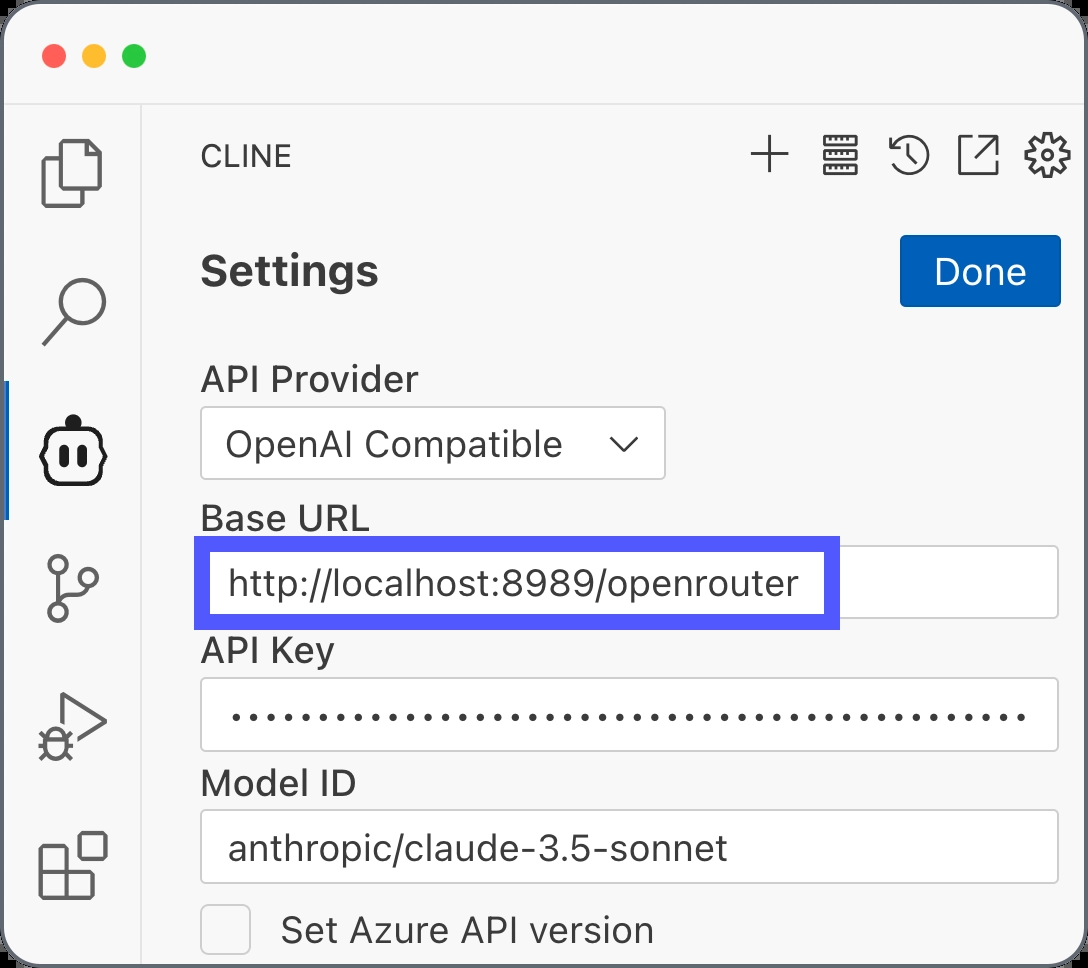 CLINE
Settings
Done
API Provider
OpenAI Compatible
Base URL
http://localhost:8989/openrouter
API Key
Model ID
anthropic/claude-3.5-sonnet
Set Azure API version